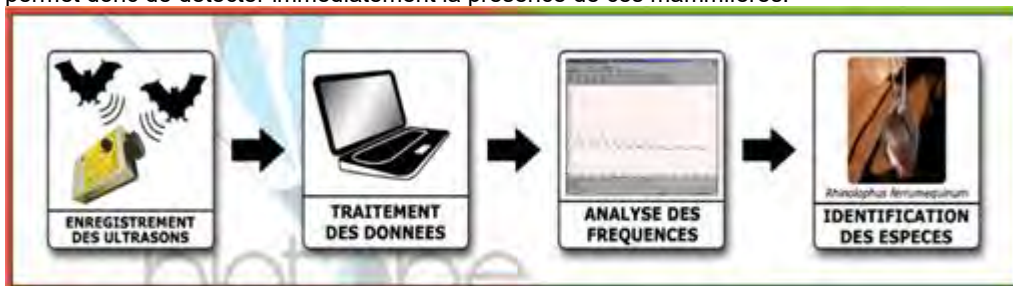 permet donc de détecter immédiatement la présence de ces mammifères.
ENREGISTREMENT
DES ULTRASONS
TRAITEMENT
DES DONNEES
ANALYSE DES
FREQUENCES
Rhinolophus ferrumequinum
IDENTIFICATION
DES ESPECES